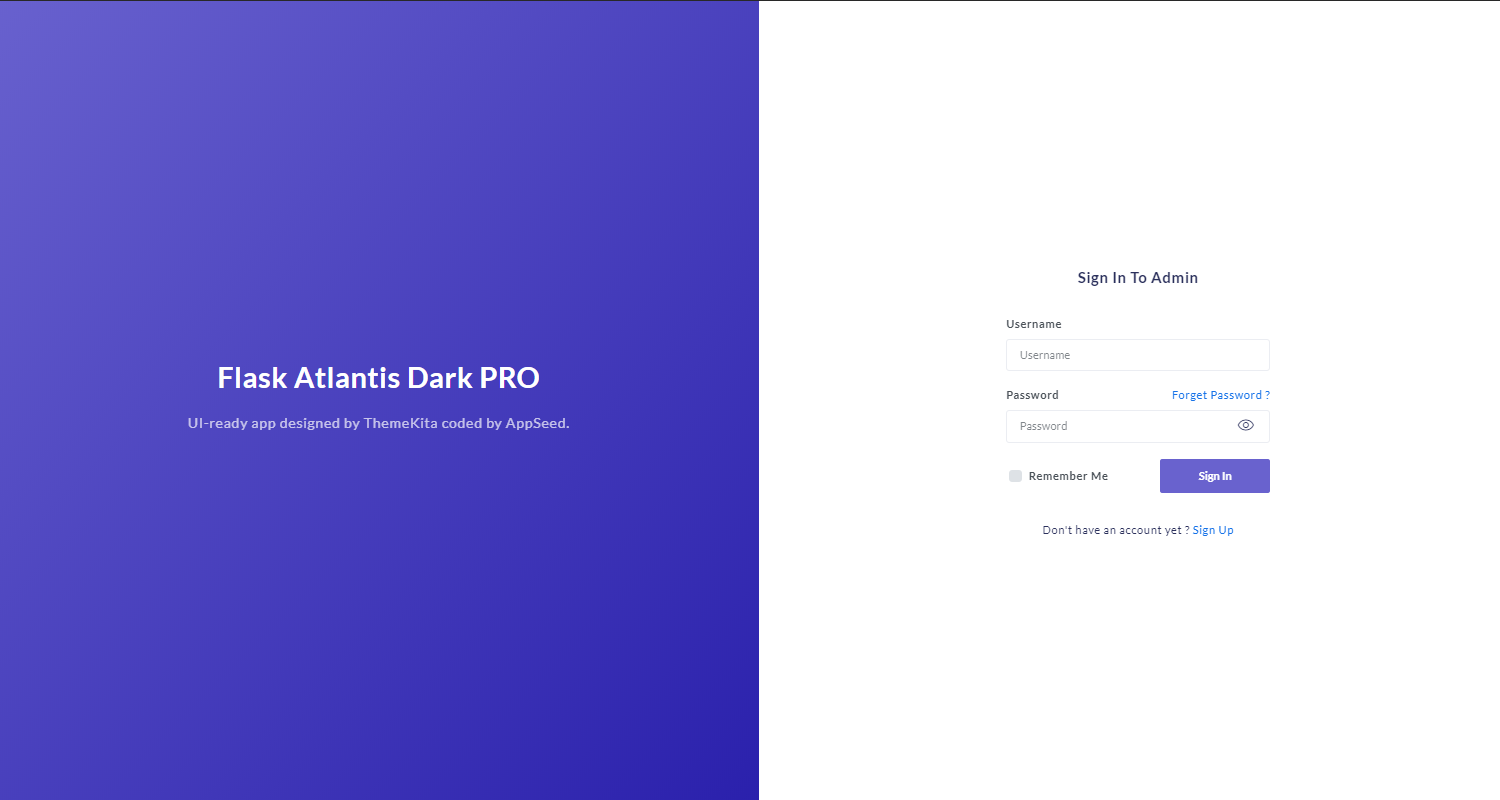 Flask Atlantis Dark PRO
UI-ready app designed by ThemeKita coded by AppSeed.
Sign In To Admin
Username
Username
Password Forget Password ?
Password
Remember Me Sign In
Don't have an account yet ? Sign Up